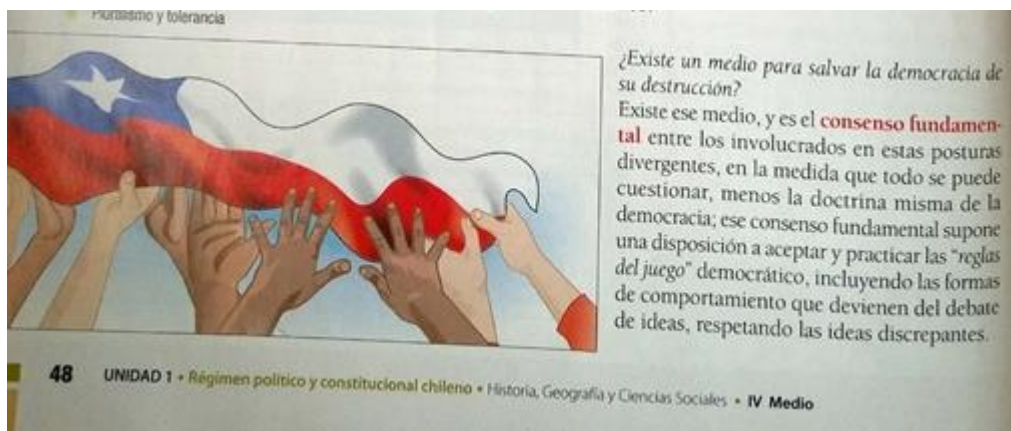 Pluralismo y tolerancia
¿Existe un medio para salvar la democracia de
su destrucción?
Existe ese medio, y es el consenso fundamen-
tal entre los involucrados en estas posturas
divergentes, en la medida que todo se puede
cuestionar, menos la doctrina misma de la
democracia; ese consenso fundamental supone
una disposición a aceptar y practicar las "reglas
del juego" democrático, incluyendo las formas
de comportamiento que devienen del debate
de ideas, respetando las ideas discrepantes.
48 UNIDAD 1 • Régimen político y constitucional chileno • Historia, Geografía y Ciencias Sociales • IV Medio